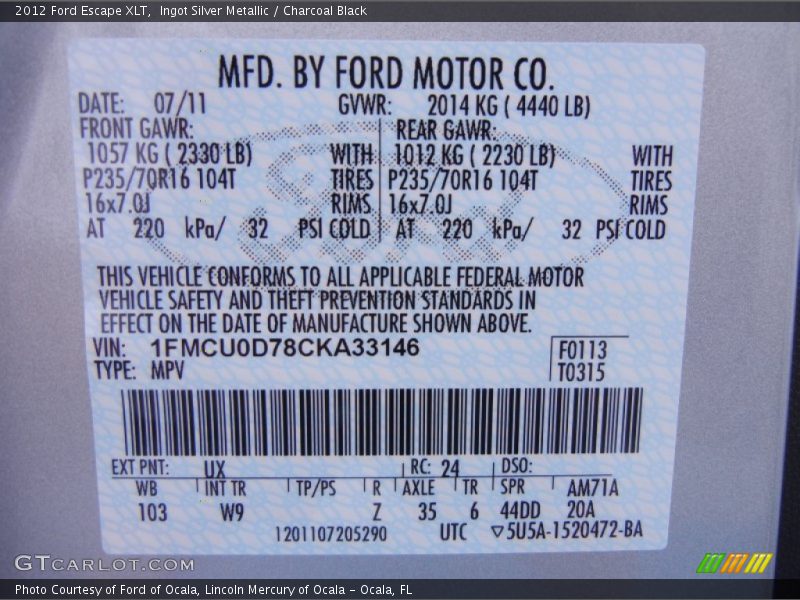 2012 Ford Escape XLT,  Ingot Silver Metallic / Charcoal Black
MFD. BY FORD MOTOR CO.
DATE: 07/11 GVWR: 2014 KG ( 4440 LB)
FRONT GAWR: REAR GAWR:
1057 KG ( 2330 LB) WITH 1012 KG ( 2230 LB) WITH
P235/70R16 104T TIRES P235/70R16 104T TIRES
16x7.0J RIMS 16x7.0J RIMS
AT 220 kPa/ 32 PSI COLD AT 220 kPa/ 32 PSI COLD
THIS VEHICLE CONFORMS TO ALL APPLICABLE FEDERAL MOTOR
VEHICLE SAFETY AND THEFT PREVENTION STANDARDS IN
EFFECT ON THE DATE OF MANUFACTURE SHOWN ABOVE.
VIN: 1FMCU0D78CKA33146 F0113
TYPE: MPV T0315
EXT PNT: UX RC: 24 DSO:
WB INT TR TP/PS R AXLE TR SPR AM71A
103 W9 Z 35 6 44DD 20A
1201107205290 UTC ▽5U5A-1520472-BA
GTCARLOT.COM
Photo Courtesy of Ford of Ocala, Lincoln Mercury of Ocala – Ocala, FL